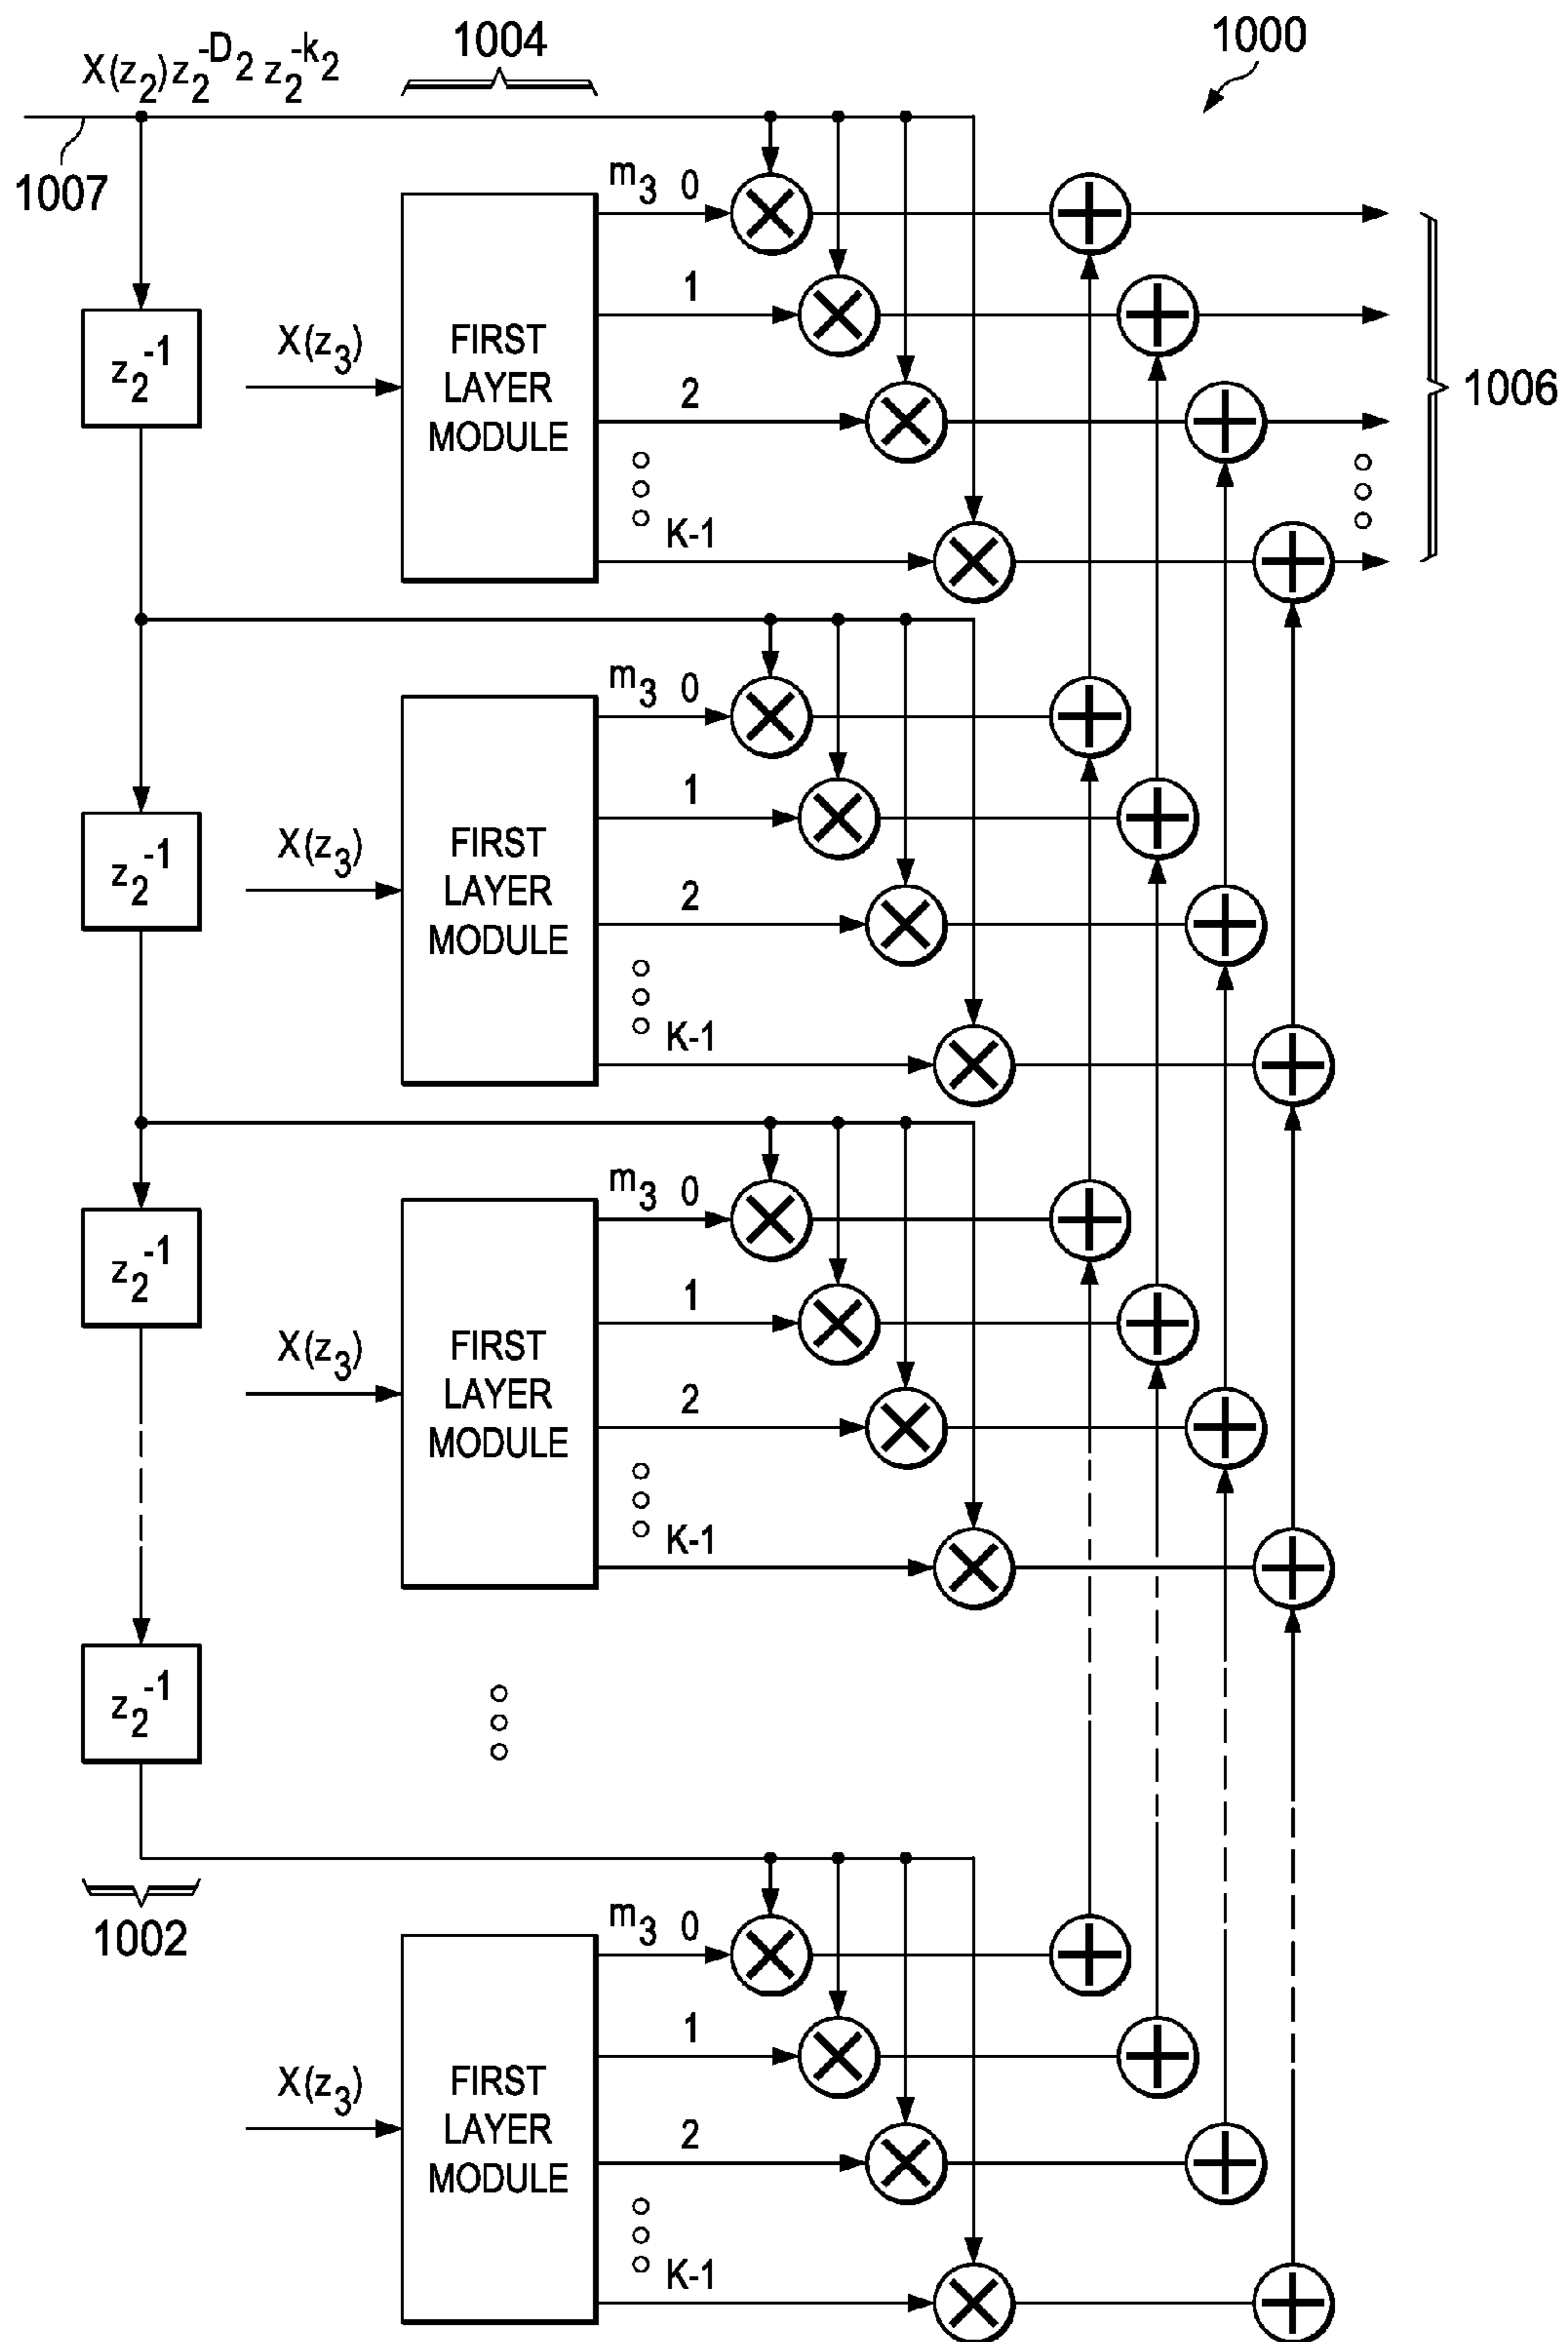 1004
1000
X(z₂)z₂⁻ᴰ₂ z₂⁻ᵏ₂
1007
m₃ 0
1
2
K-1
z₂⁻¹
X(z₃)
FIRST
LAYER
MODULE
1006
m₃ 0
1
2
K-1
z₂⁻¹
X(z₃)
FIRST
LAYER
MODULE
m₃ 0
1
2
K-1
z₂⁻¹
X(z₃)
FIRST
LAYER
MODULE
z₂⁻¹
1002
m₃ 0
1
2
K-1
X(z₃)
FIRST
LAYER
MODULE